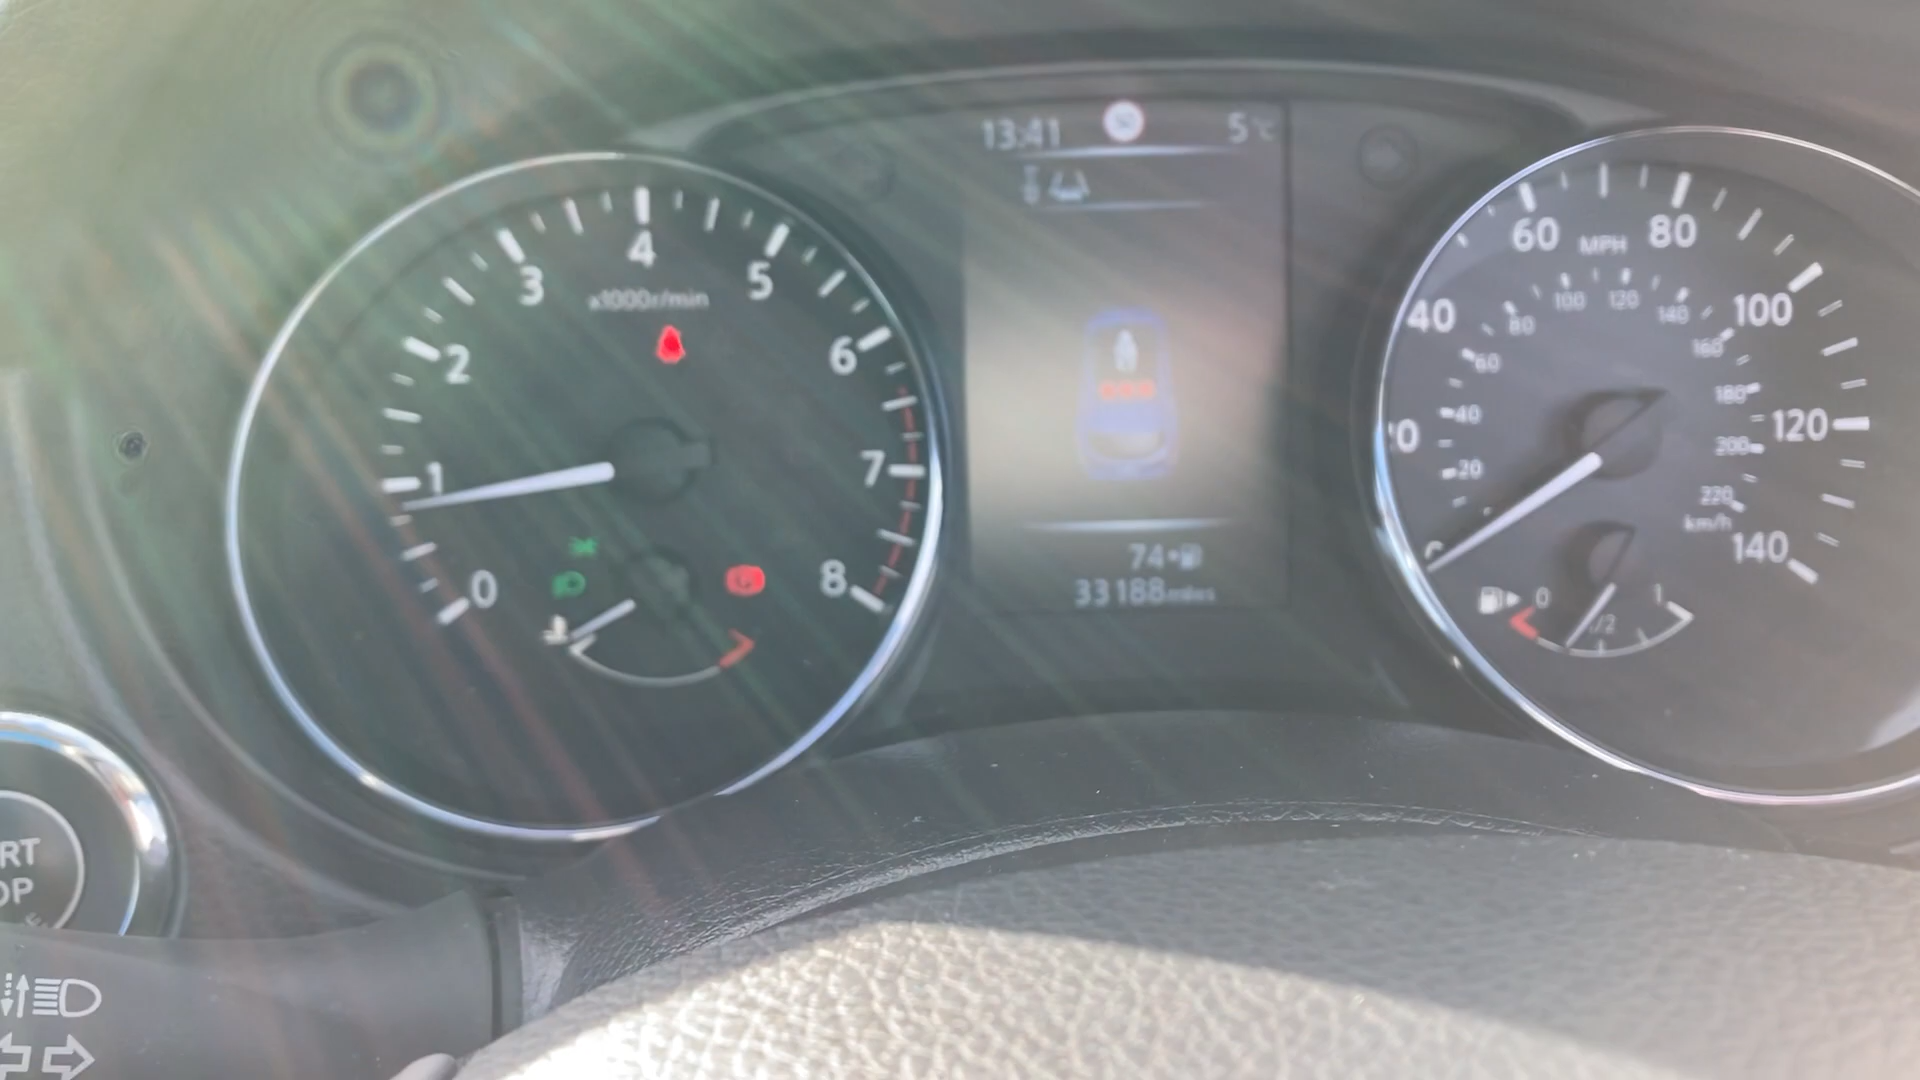 13:41 5°C
0 1 2 3 4 5 6 7 8
x1000r/min
74
33188miles
40 60 80 100 120 140
MPH
20 40 60 80 100 120 140 160 180 200 220
km/h
0 1/2 1
RT
OP